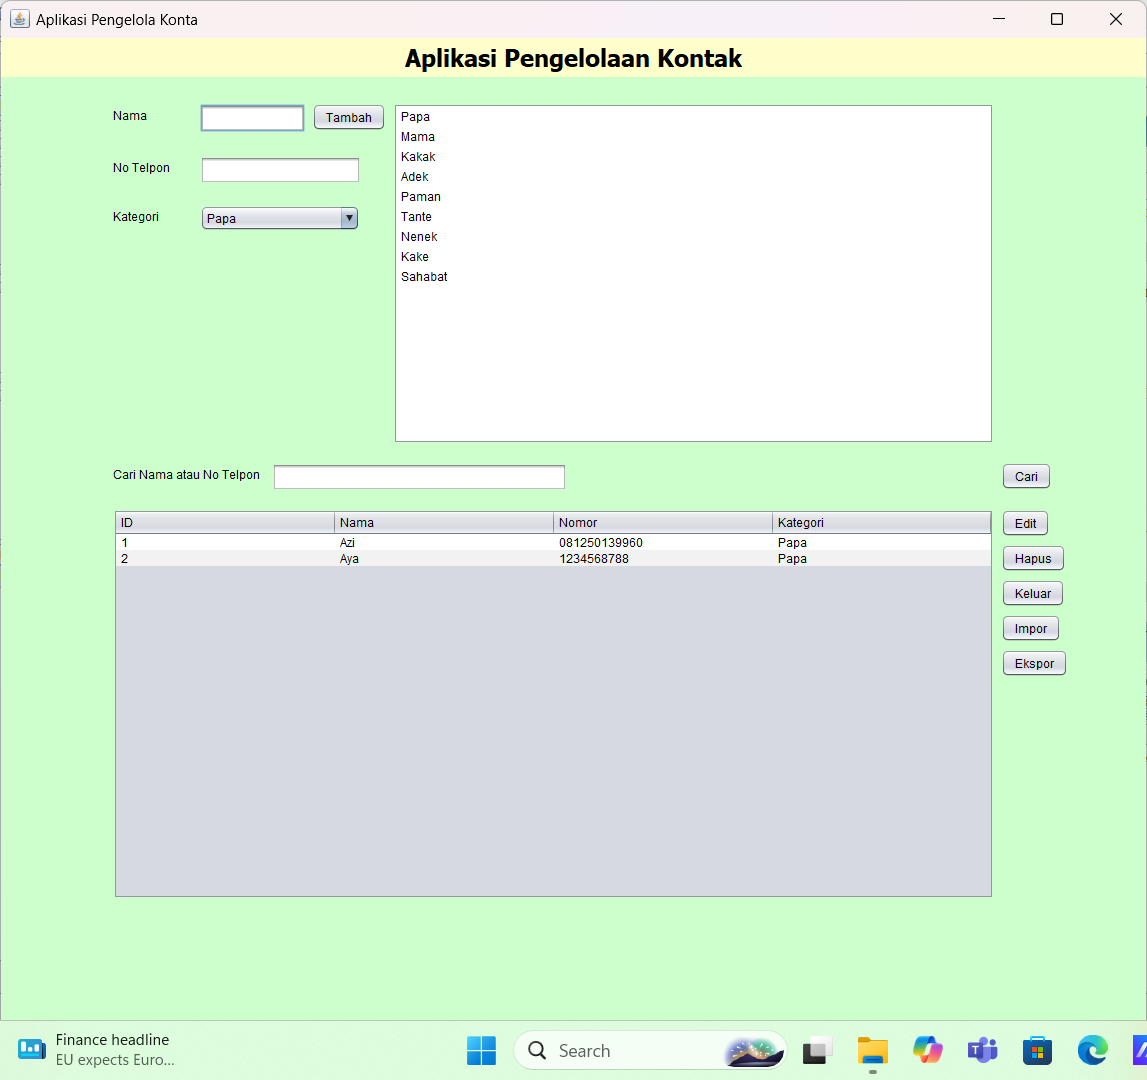 Aplikasi Pengelola Konta
Aplikasi Pengelolaan Kontak
Nama
Tambah
No Telpon
Kategori
Papa
Papa
Mama
Kakak
Adek
Paman
Tante
Nenek
Kake
Sahabat
Cari Nama atau No Telpon
Cari
ID Nama Nomor Kategori
1 Azi 081250139960 Papa
2 Aya 1234568788 Papa
Edit
Hapus
Keluar
Impor
Ekspor
Finance headline
EU expects Euro...
Search